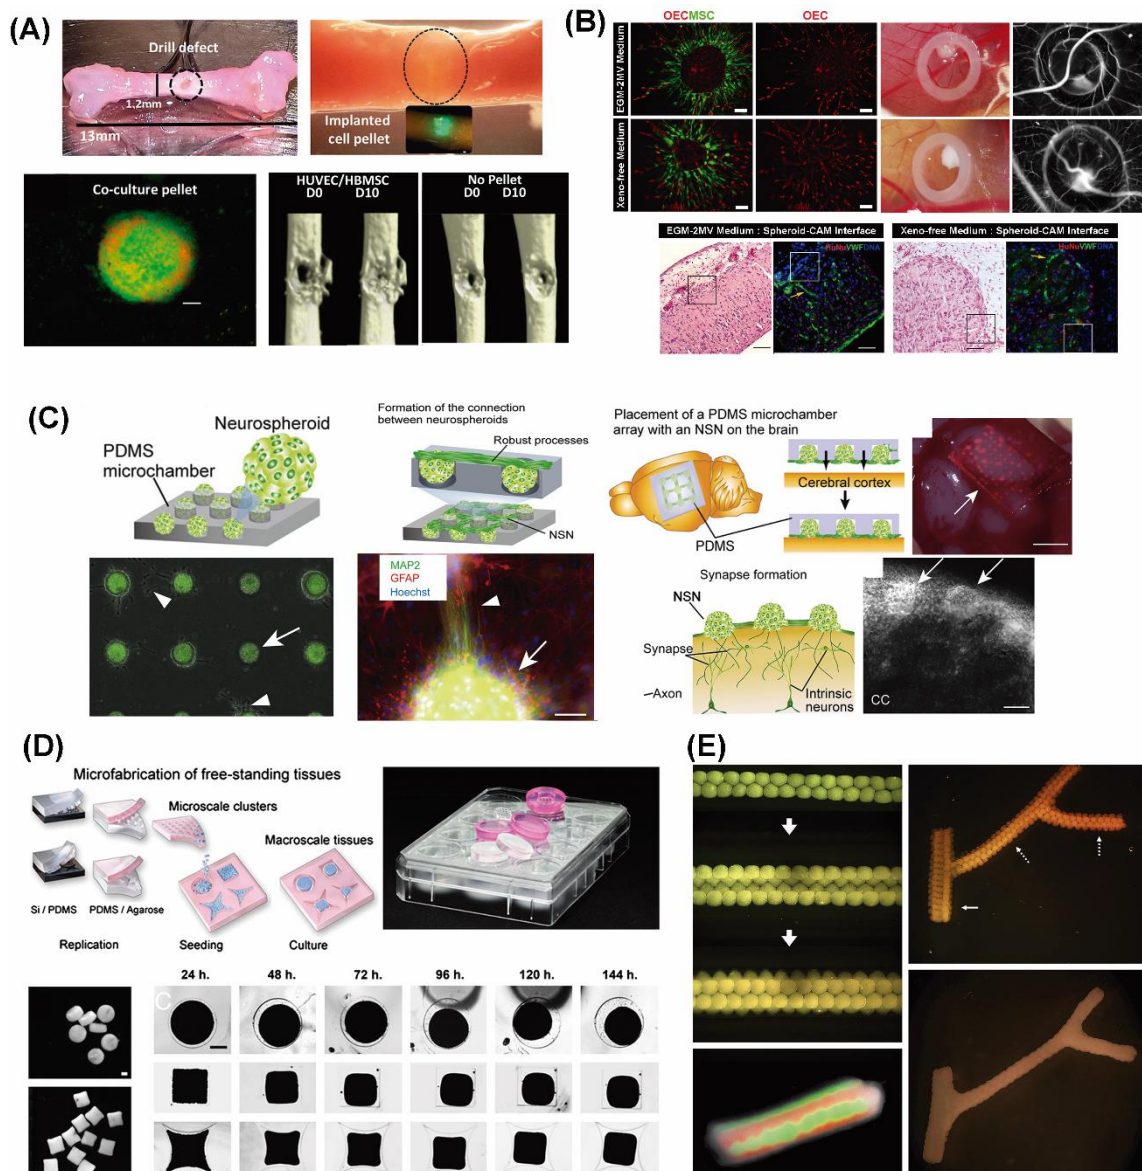 (A)
Drill defect
1.2mm
13mm
Implanted
cell pellet
Co-culture pellet
HUVEC/HBMSC
D0 D10
No Pellet
D0 D10
(B)
OECMSC
OEC
EGM-2MV Medium
Xeno-free Medium
EGM-2MV Medium : Spheroid-CAM Interface
HuNuVWFDNA
Xeno-free Medium : Spheroid-CAM Interface
HuNuVWFDNA
(C)
Neurospheroid
PDMS
microchamber
Formation of the connection
between neurospheroids
Robust processes
NSN
MAP2
GFAP
Hoechst
Placement of a PDMS microchamber
array with an NSN on the brain
Cerebral cortex
PDMS
Synapse formation
NSN
Synapse
Axon
Intrinsic
neurons
CC
(D)
Microfabrication of free-standing tissues
Microscale clusters
Macroscale tissues
Si / PDMS
PDMS / Agarose
Replication
Seeding
Culture
24 h. 48 h. 72 h. 96 h. 120 h. 144 h.
C
(E)